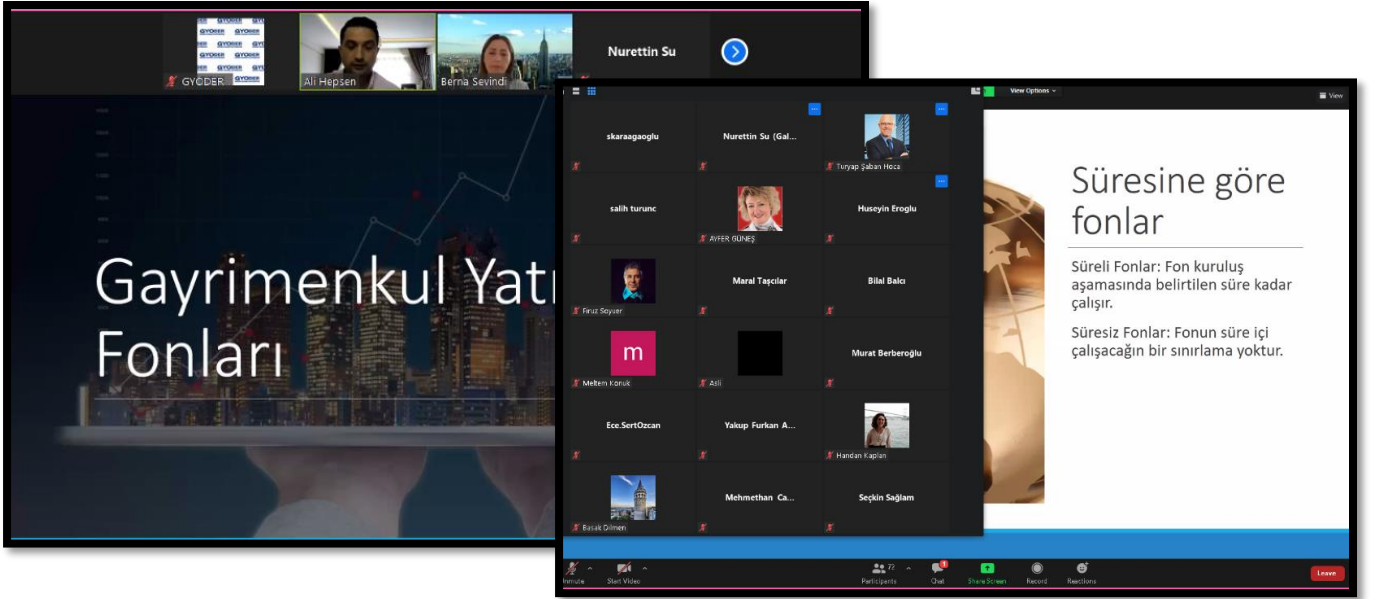 GYODER
Ali Hepsen
Berna Sevindi
Nurettin Su
Gayrimenkul Yatı
Fonları
View Options
View
skaraagaoglu
Nurettin Su (Gal...
Turyap Şaban Hoca
salih turunc
AYFER GÜNEŞ
Huseyin Eroglu
Firuz Soyuer
Maral Taşcılar
Bilal Balcı
m
Meltem Konuk
Asli
Murat Berberoğlu
Ece.SertOzcan
Yakup Furkan A...
Handan Kaplan
Basak Dilmen
Mehmethan Ca...
Seçkin Sağlam
Süresine göre
fonlar
Süreli Fonlar: Fon kuruluş
aşamasında belirtilen süre kadar
çalışır.
Süresiz Fonlar: Fonun süre içi
çalışacağın bir sınırlama yoktur.
Unmute
Start Video
Participants
Chat
Share Screen
Record
Reactions
Leave